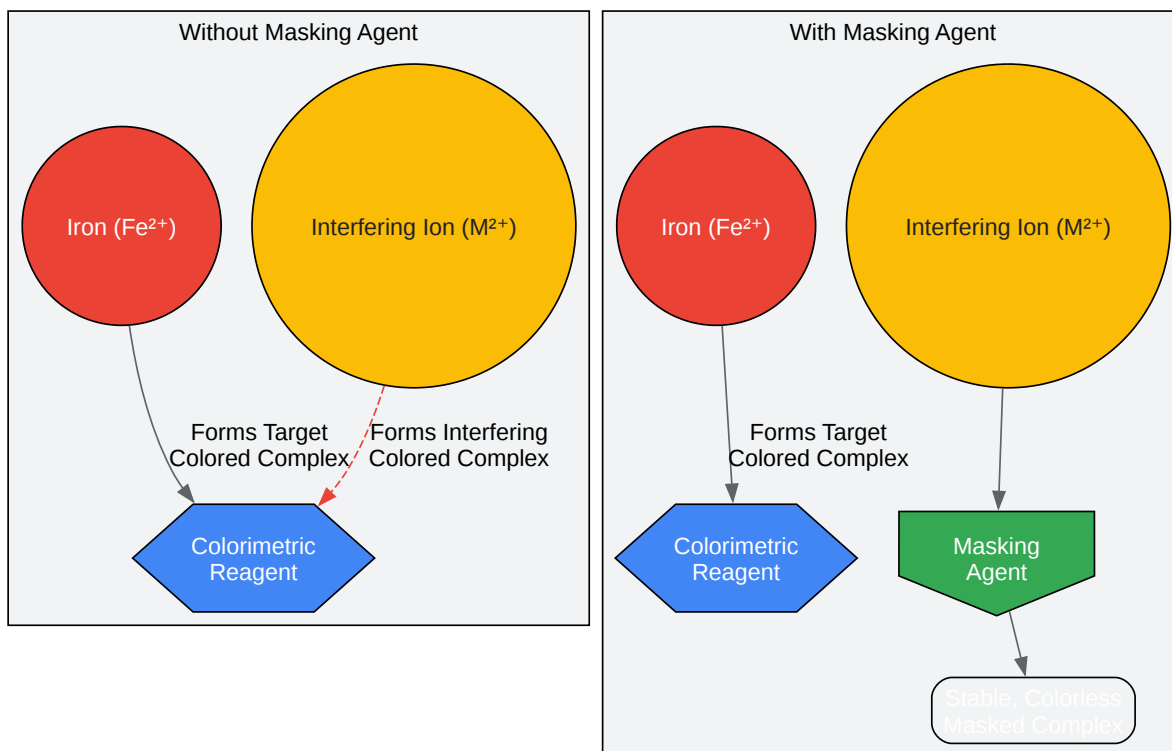 Without Masking Agent
Iron (Fe²⁺)
Interfering Ion (M²⁺)
Forms Target
Colored Complex
Forms Interfering
Colored Complex
Colorimetric
Reagent
With Masking Agent
Iron (Fe²⁺)
Interfering Ion (M²⁺)
Forms Target
Colored Complex
Colorimetric
Reagent
Masking
Agent
Stable, Colorless
Masked Complex